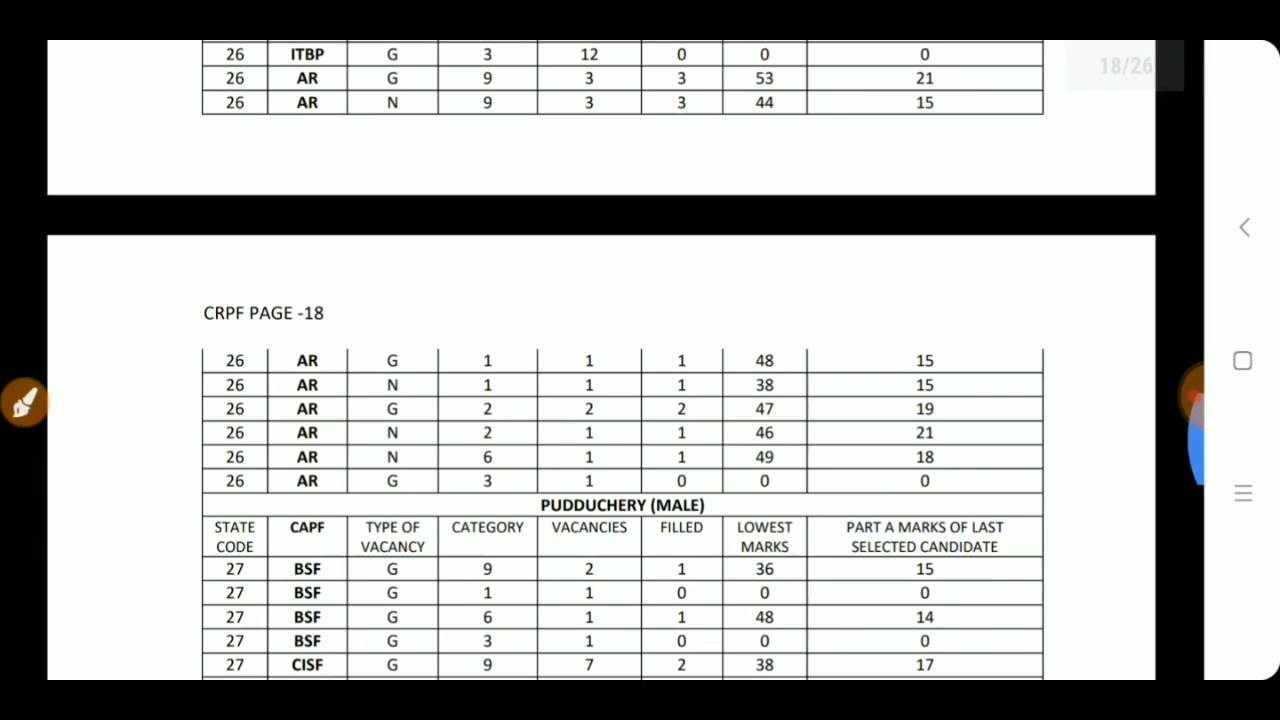 26 ITBP G 3 12 0 0 0
18/26
26 AR G 9 3 3 53 21
26 AR N 9 3 3 44 15
CRPF PAGE -18
26 AR G 1 1 1 48 15
26 AR N 1 1 1 38 15
26 AR G 2 2 2 47 19
26 AR N 2 1 1 46 21
26 AR N 6 1 1 49 18
26 AR G 3 1 0 0 0
PUDDUCHERY (MALE)
STATE CAPF TYPE OF CATEGORY VACANCIES FILLED LOWEST PART A MARKS OF LAST
CODE VACANCY MARKS SELECTED CANDIDATE
27 BSF G 9 2 1 36 15
27 BSF G 1 1 0 0 0
27 BSF G 6 1 1 48 14
27 BSF G 3 1 0 0 0
27 CISF G 9 7 2 38 17